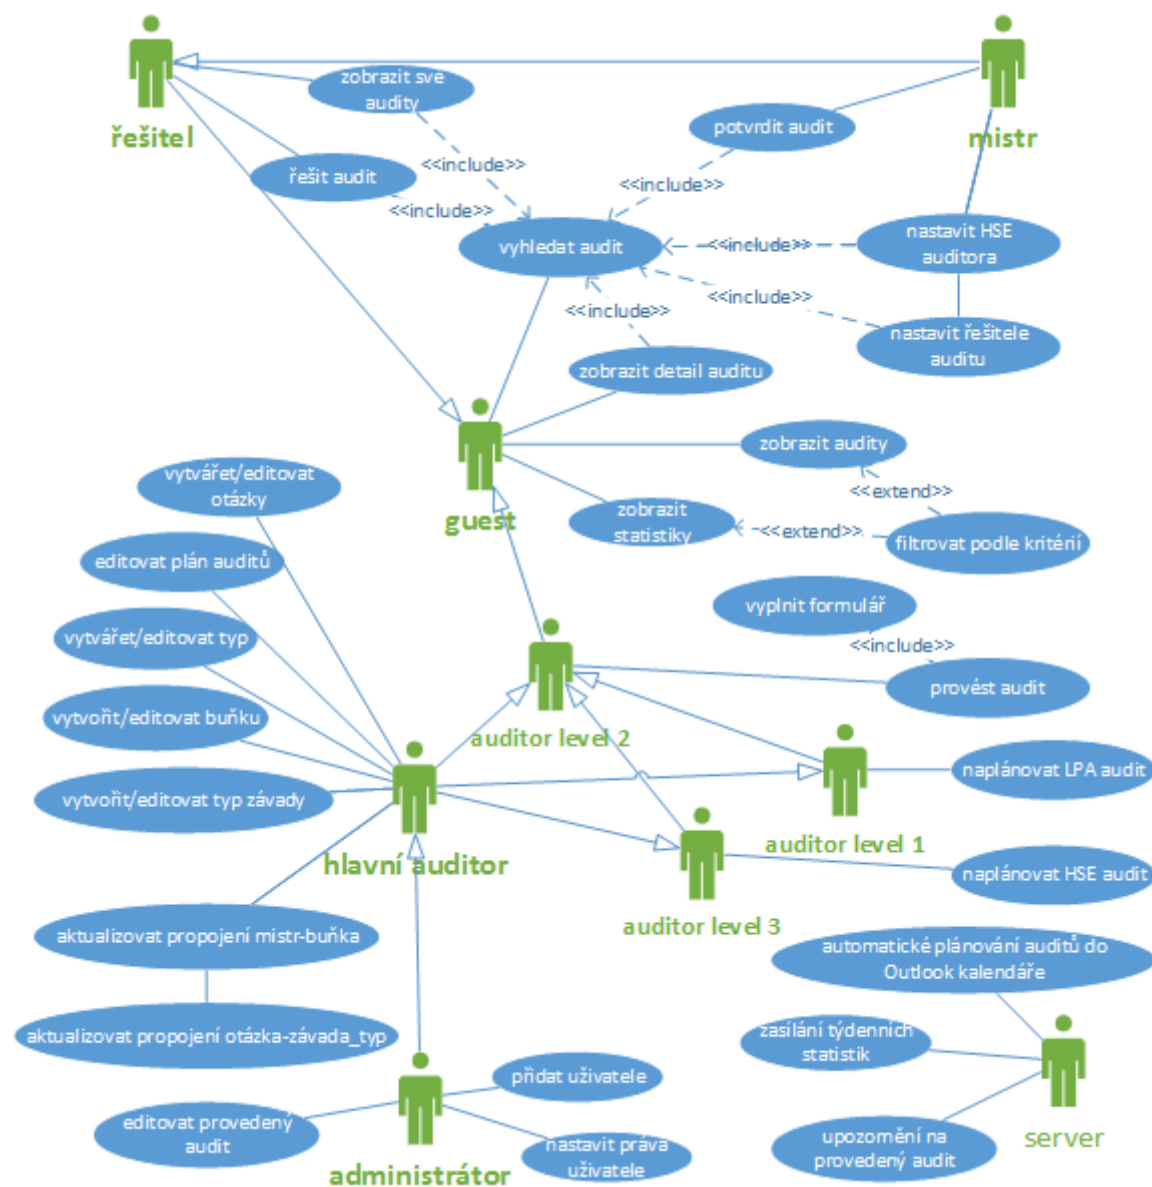 zobrazit sve
audity
řešitel
potvrdit audit
mistr
<<include>>
řešit audit
<<include>>
<<include>>
vyhledat audit
<<include>>
nastavit HSE
auditora
<<include>>
<<include>>
nastavit řešitele
auditu
zobrazit detail auditu
zobrazit audity
vytvářet/editovat
otázky
<<extend>>
guest
zobrazit
statistiky
<<extend>>
filtrovat podle kritérií
editovat plán auditů
vyplnit formulář
vytvářet/editovat typ
<<include>>
provést audit
vytvořit/editovat buňku
auditor level 2
naplánovat LPA audit
vytvořit/editovat typ závady
auditor level 1
hlavní auditor
naplánovat HSE audit
auditor level 3
aktualizovat propojení mistr-buňka
automatické plánování auditů do
Outlook kalendáře
aktualizovat propojení otázka-závada_typ
zasílání týdenních
statistik
přidat uživatele
editovat provedený
audit
nastavit práva
uživatele
upozornění na
provedený audit
server
administrátor